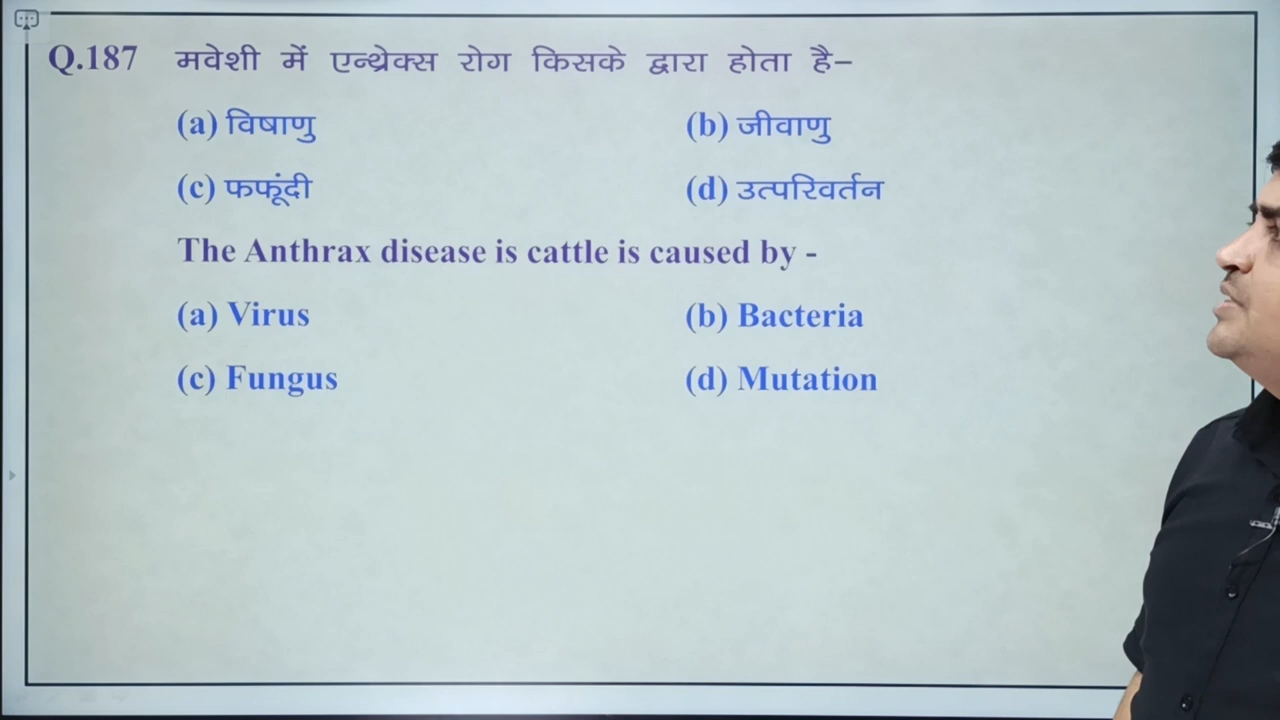 Q.187 मवेशी में एन्थ्रेक्स रोग किसके द्वारा होता है–
(a) विषाणु (b) जीवाणु
(c) फफूंदी (d) उत्परिवर्तन
The Anthrax disease is cattle is caused by -
(a) Virus (b) Bacteria
(c) Fungus (d) Mutation